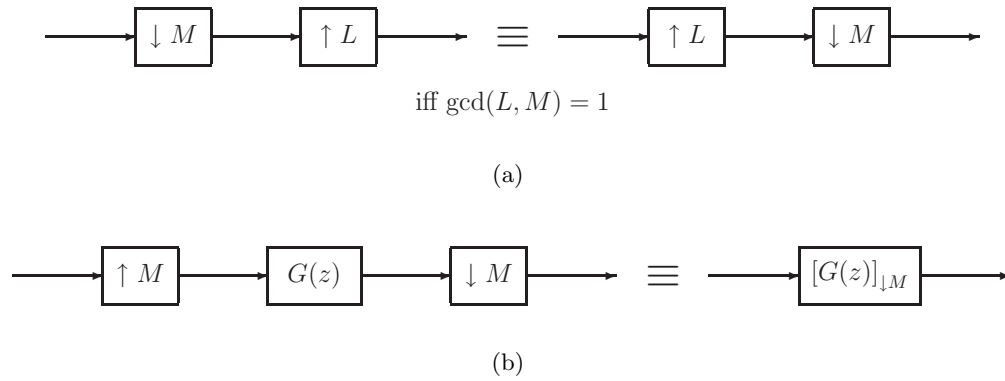 ↓ M ↑ L ≡ ↑ L ↓ M
iff gcd(L, M) = 1
(a)
↑ M G(z) ↓ M ≡ [G(z)]↓M
(b)